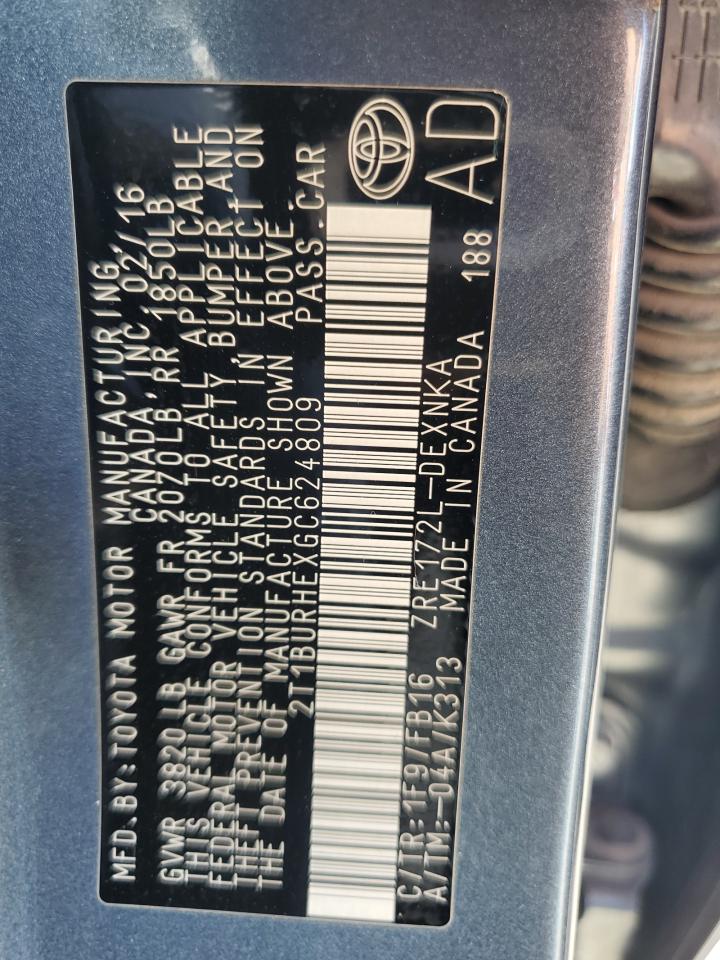 MFD.BY:TOYOTA MOTOR MANUFACTURING,
CANADA, INC. 02/16
GVWR 3820LB GAWR FR 2070LB, RR 1850LB
THIS VEHICLE CONFORMS TO ALL APPLICABLE
FEDERAL MOTOR VEHICLE SAFETY, BUMPER AND
THEFT PREVENTION STANDARDS IN EFFECT ON
THE DATE OF MANUFACTURE SHOWN ABOVE.
2T1BURHEXGC624809 PASS.CAR
C/TR:1F9/FB16 ZRE172L-DEXNKA 188
A/TM:-04A/K313 MADE IN CANADA AD